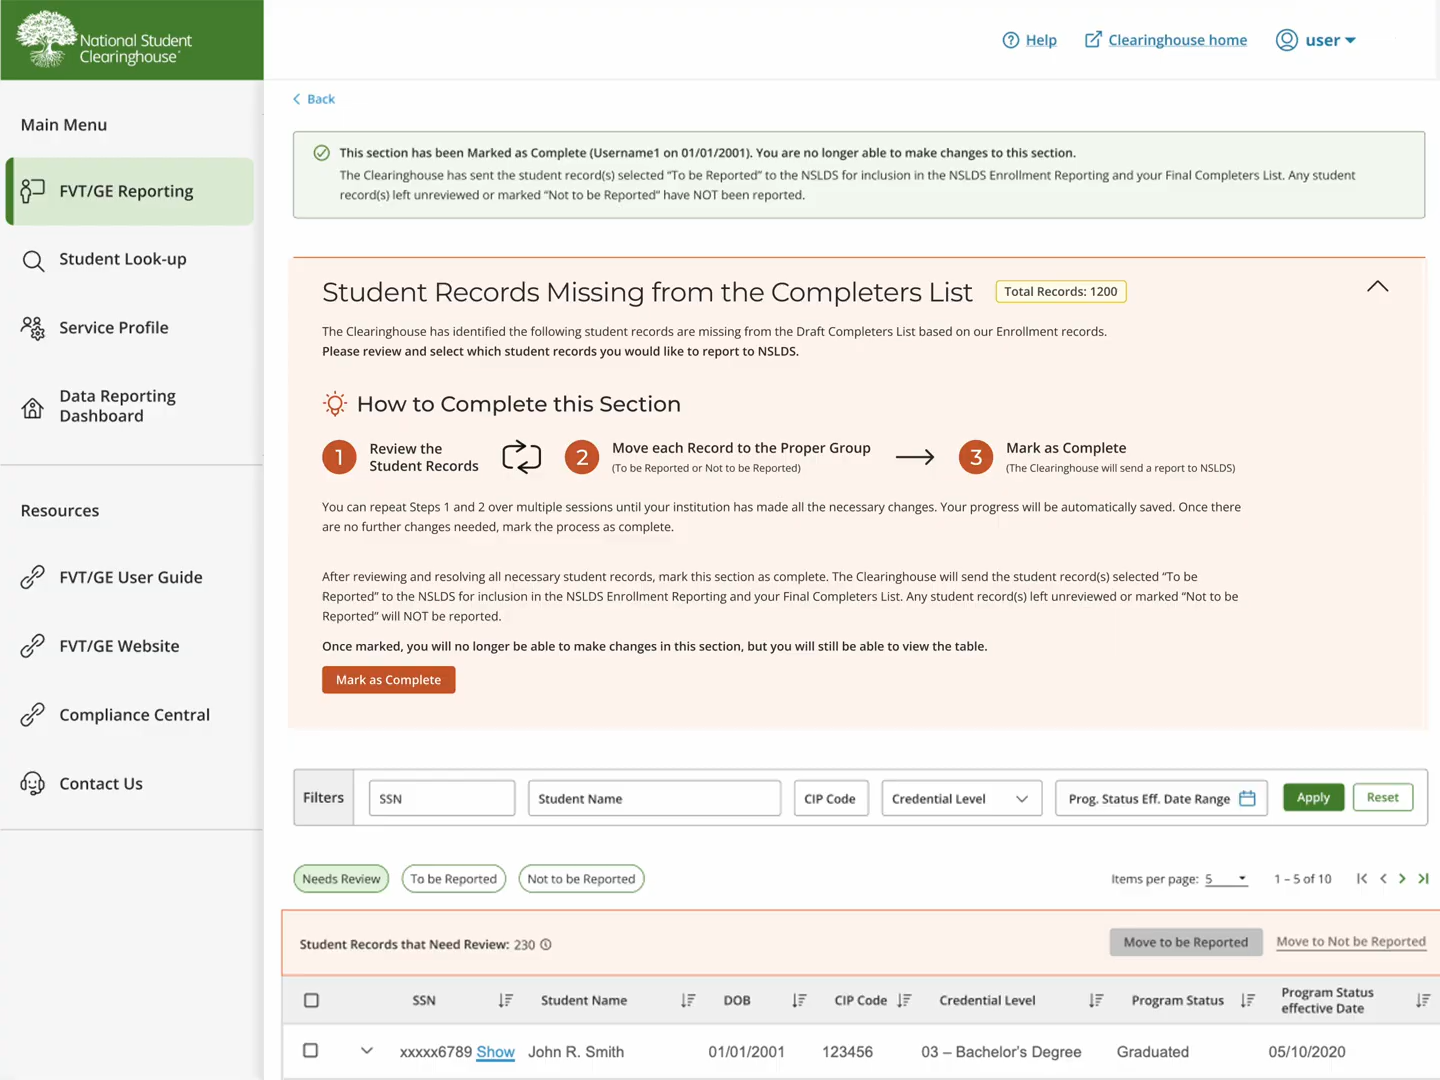 National Student
Clearinghouse
Help
Clearinghouse home
user
Main Menu
FVT/GE Reporting
Student Look-up
Service Profile
Data Reporting
Dashboard
Resources
FVT/GE User Guide
FVT/GE Website
Compliance Central
Contact Us
Back
This section has been Marked as Complete (Username1 on 01/01/2001). You are no longer able to make changes to this section.
The Clearinghouse has sent the student record(s) selected “To be Reported” to the NSLDS for inclusion in the NSLDS Enrollment Reporting and your Final Completers List. Any student
record(s) left unreviewed or marked “Not to be Reported” have NOT been reported.
Student Records Missing from the Completers List
Total Records: 1200
The Clearinghouse has identified the following student records are missing from the Draft Completers List based on our Enrollment records.
Please review and select which student records you would like to report to NSLDS.
How to Complete this Section
1 Review the
Student Records
2 Move each Record to the Proper Group
(To be Reported or Not to be Reported)
3 Mark as Complete
(The Clearinghouse will send a report to NSLDS)
You can repeat Steps 1 and 2 over multiple sessions until your institution has made all the necessary changes. Your progress will be automatically saved. Once there
are no further changes needed, mark the process as complete.
After reviewing and resolving all necessary student records, mark this section as complete. The Clearinghouse will send the student record(s) selected “To be
Reported” to the NSLDS for inclusion in the NSLDS Enrollment Reporting and your Final Completers List. Any student record(s) left unreviewed or marked “Not to be
Reported” will NOT be reported.
Once marked, you will no longer be able to make changes in this section, but you will still be able to view the table.
Mark as Complete
Filters SSN Student Name CIP Code Credential Level Prog. Status Eff. Date Range Apply Reset
Needs Review To be Reported Not to be Reported Items per page: 5 1 – 5 of 10
Student Records that Need Review: 230 Move to be Reported Move to Not be Reported
SSN Student Name DOB CIP Code Credential Level Program Status Program Status
effective Date
xxxxx6789 Show John R. Smith 01/01/2001 123456 03 – Bachelor’s Degree Graduated 05/10/2020